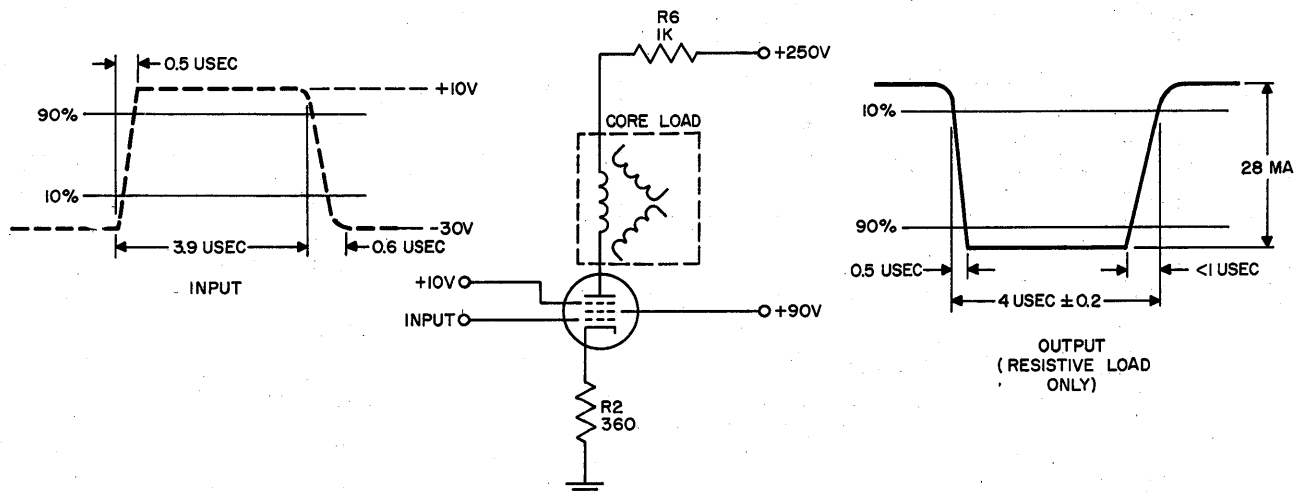 0.5 USEC
+10V
90%
10%
-30V
3.9 USEC
0.6 USEC
INPUT
R6
1K
+250V
CORE LOAD
+10V
INPUT
+90V
R2
360
10%
28 MA
90%
0.5 USEC
<1 USEC
4 USEC ± 0.2
OUTPUT
(RESISTIVE LOAD
ONLY)